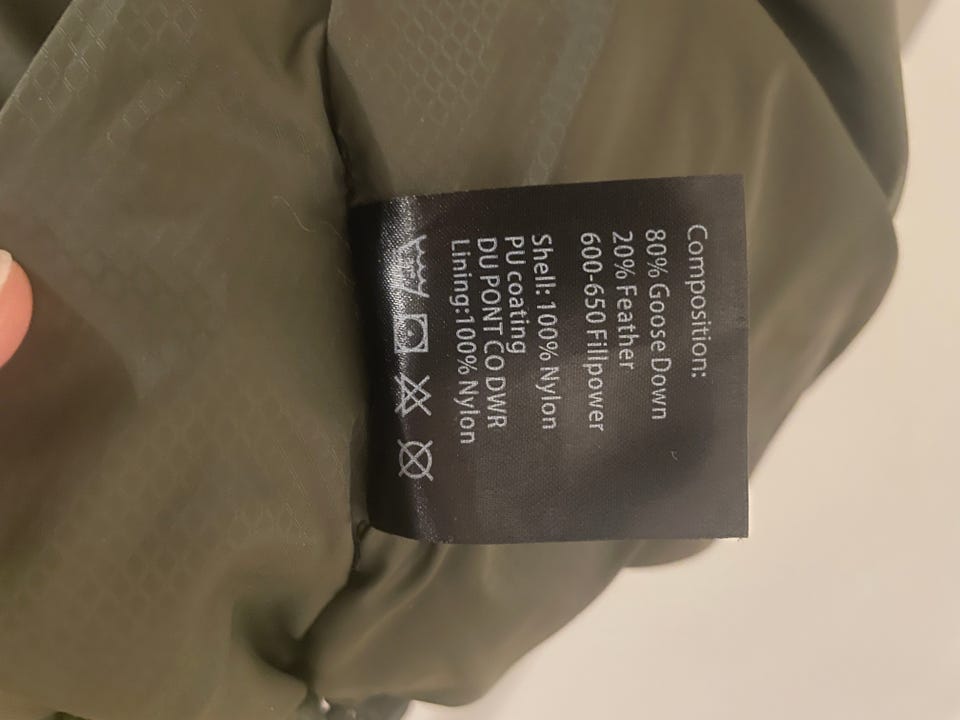 Composition:
80% Goose Down
20% Feather
600-650 Fillpower
Shell: 100% Nylon
PU coating
DU PONT CO DWR
Lining:100% Nylon